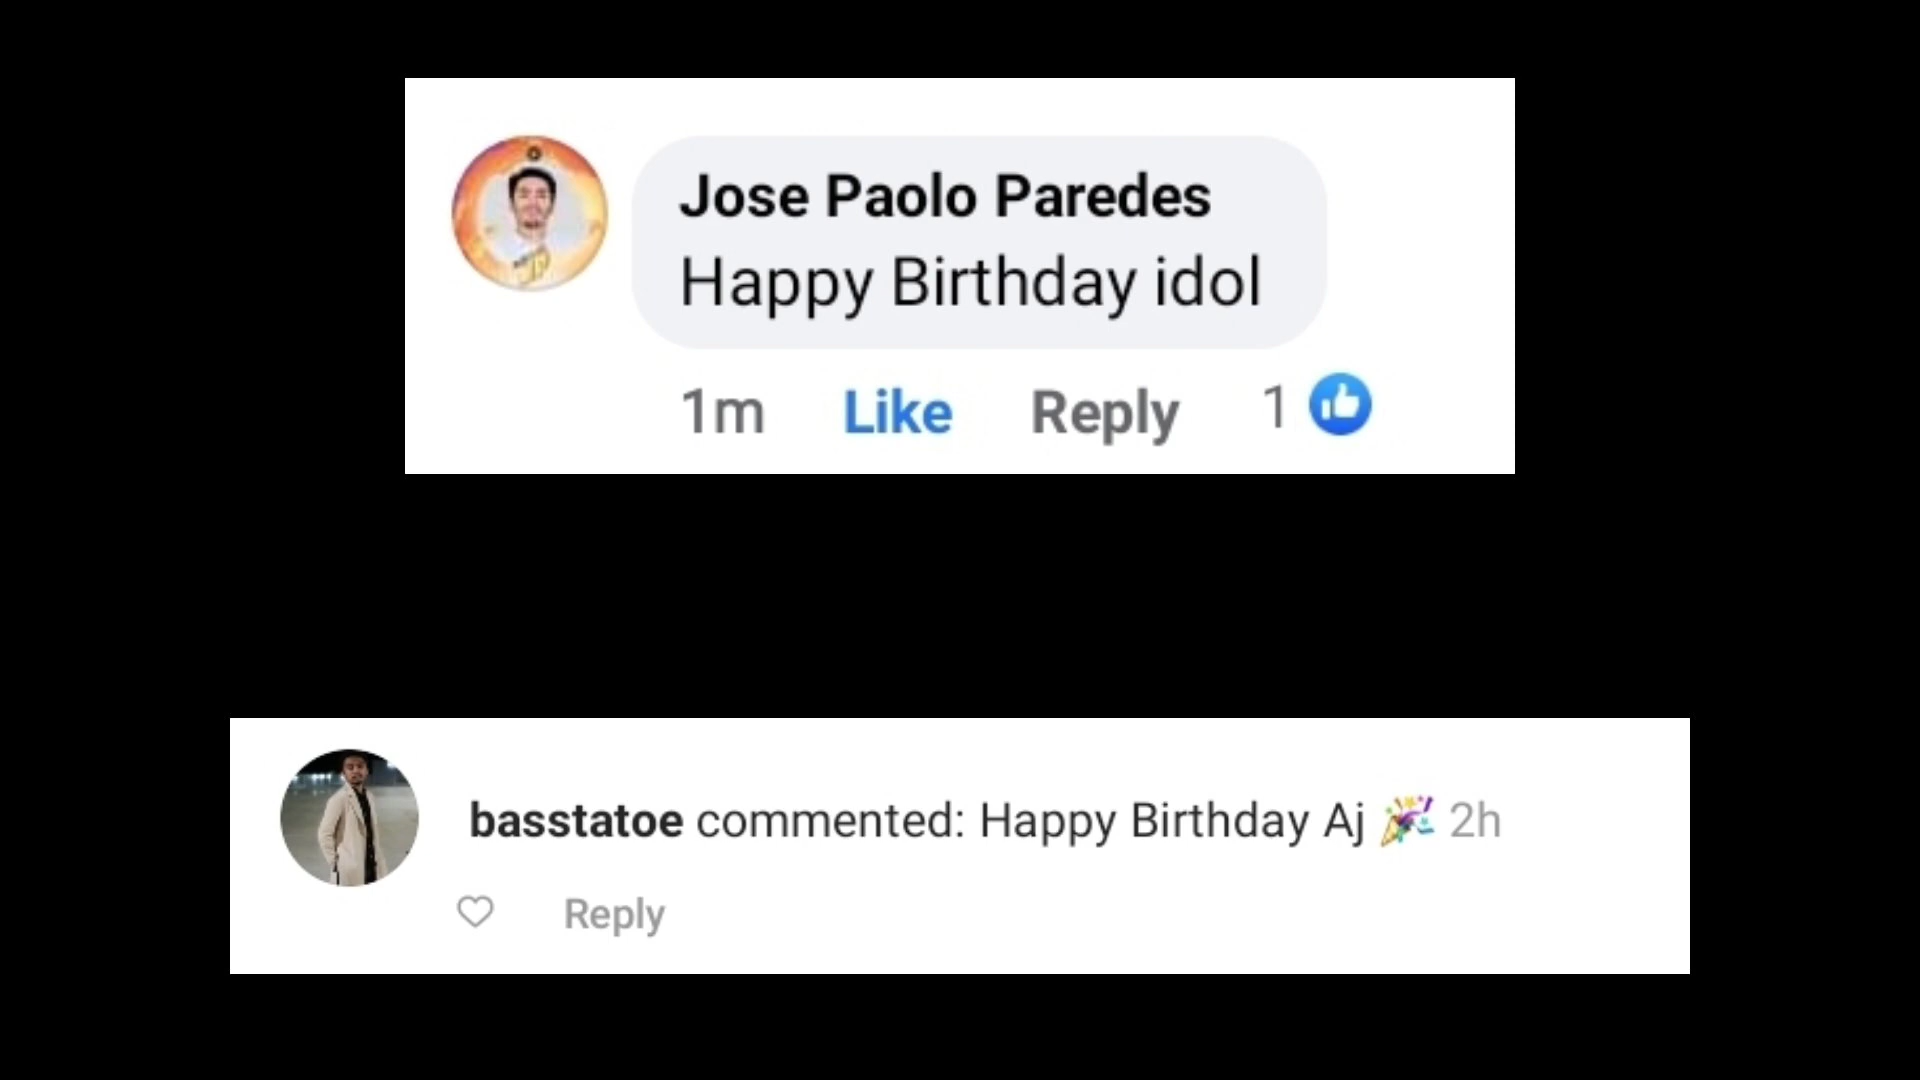 Jose Paolo Paredes
Happy Birthday idol
1m Like Reply 1
basstatoe commented: Happy Birthday Aj 🎉 2h
Reply